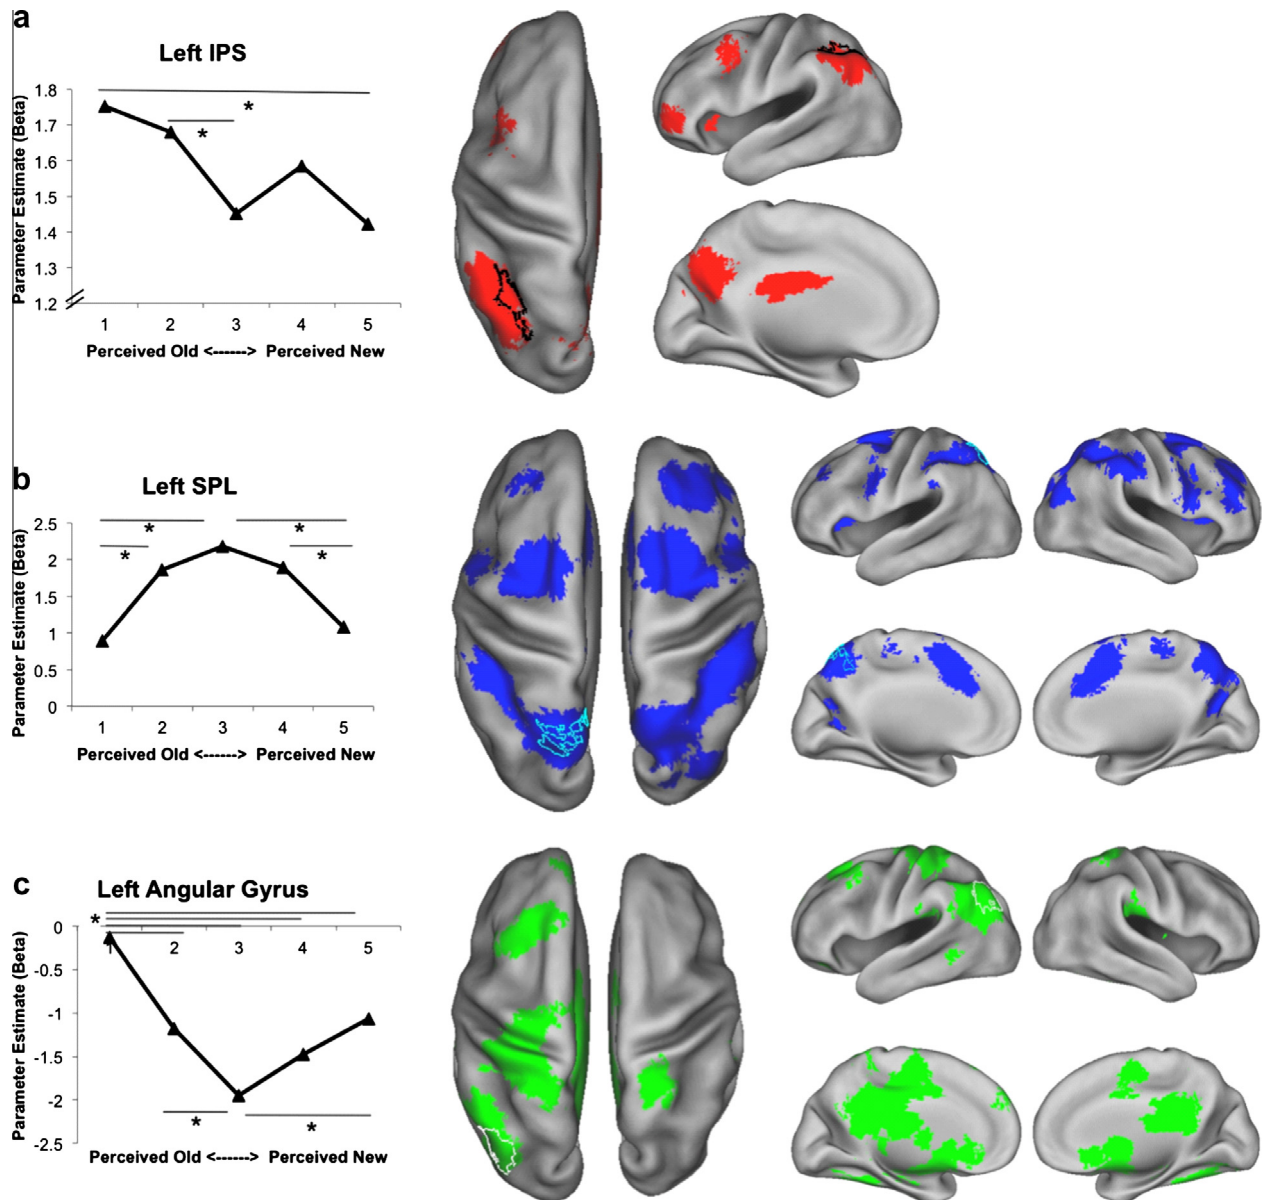 a
Left IPS
Parameter Estimate (Beta)
1.8
1.7
1.6
1.5
1.4
1.3
1.2
*
*
1 2 3 4 5
Perceived Old <------> Perceived New
b
Left SPL
Parameter Estimate (Beta)
2.5
2
1.5
1
0.5
0
* *
* *
1 2 3 4 5
Perceived Old <------> Perceived New
c
Left Angular Gyrus
Parameter Estimate (Beta)
*
0
-0.5
-1
-1.5
-2
-2.5
1 2 3 4 5
* *
Perceived Old <------> Perceived New